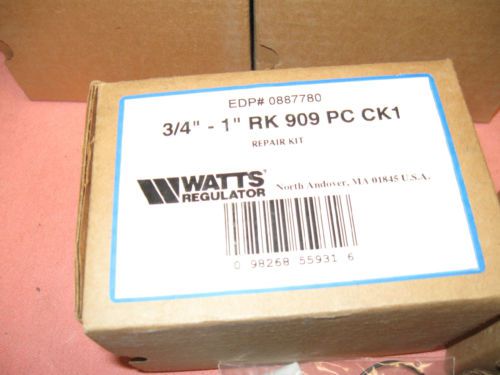 EDP# 0887780
3/4" - 1" RK 909 PC CK1
REPAIR KIT
WATTS®
REGULATOR
North Andover, MA 01845 U.S.A.
0 98268 55931 6